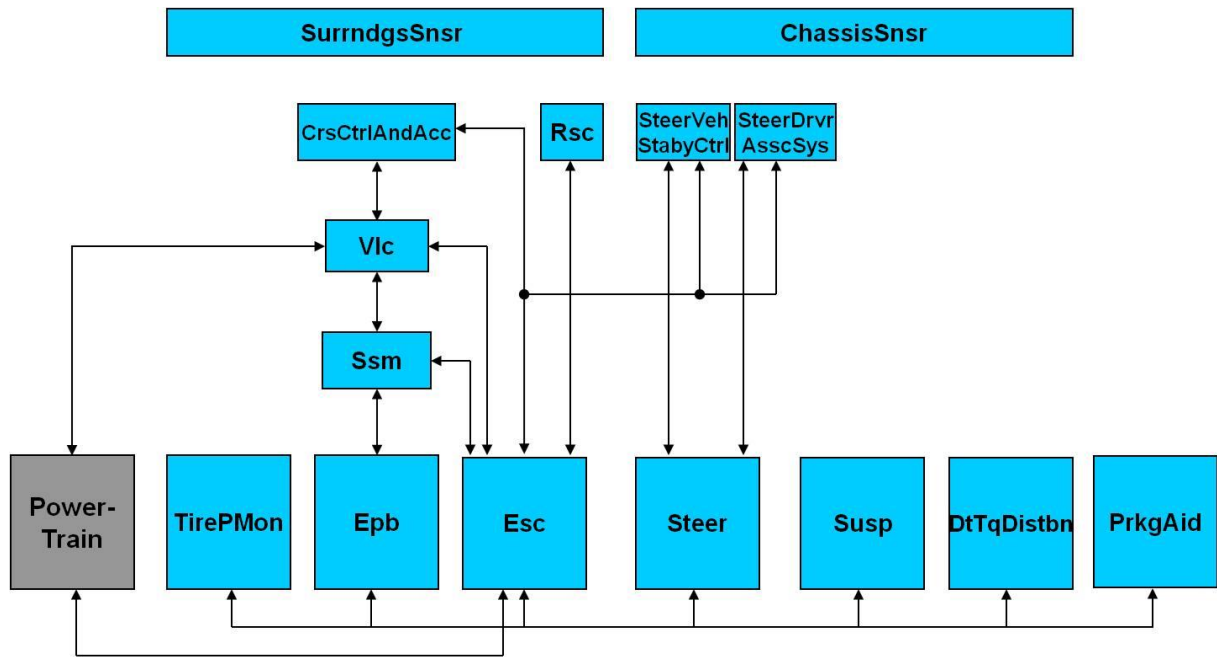 SurrndgsSnsr
ChassisSnsr
CrsCtrlAndAcc
Rsc
SteerVeh
StabyCtrl
SteerDrvr
AsscSys
Vlc
Ssm
Power-
Train
TirePMon
Epb
Esc
Steer
Susp
DtTqDistbn
PrkgAid